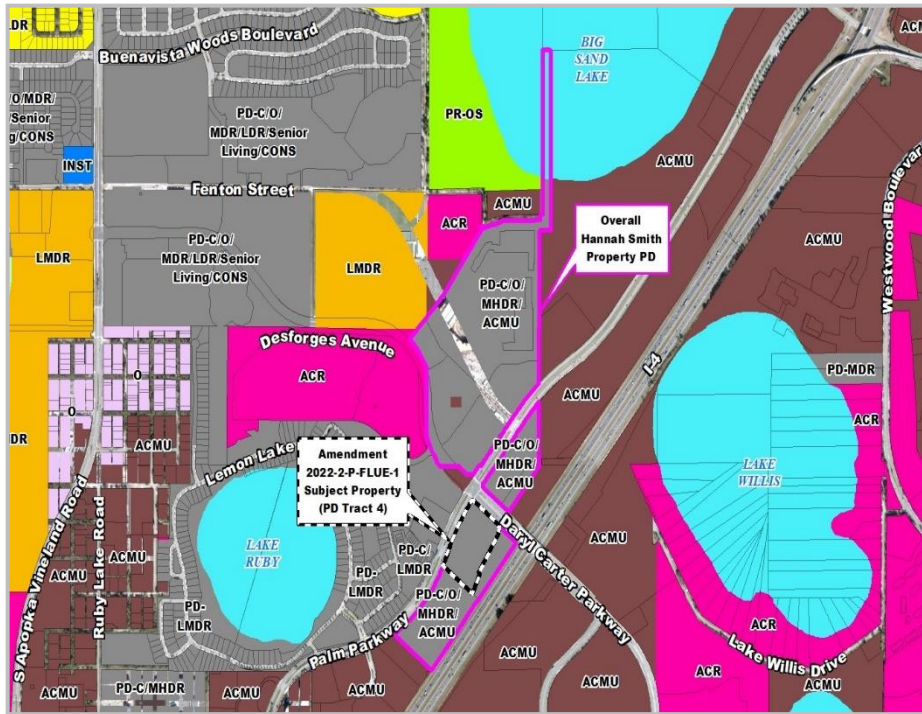 LDR
Buenavista Woods Boulevard
BIG
SAND
LAKE
ACMU
C/O/MDR/
/Senior
g/CONS
PD-C/O/
MDR/LDR/Senior
Living/CONS
PR-OS
ACMU
INST
Fenton Street
ACMU
Overall
Hannah Smith
Property PD
ACMU
Westwood Boulevar
LMDR
PD-C/O/
MDR/LDR/Senior
Living/CONS
LMDR
ACR
PD-C/O/
MHDR/
ACMU
ACMU
Desforges Avenue
I-4
ACR
PD-MDR
ACR
O
O
DR
ACMU
Lemon Lake
Amendment
2022-2-P-FLUE-1
Subject Property
(PD Tract 4)
PD-C/O/
MHDR/
ACMU
LAKE
WILLIS
S Apopka Vineland Road
Ruby Lake Road
ACMU
ACMU
LAKE
RUBY
PD-
LMDR
PD-C/
LMDR
PD-
LMDR
Daryl Carter Parkway
ACMU
PD-C/O/
MHDR/
ACMU
Palm Parkway
ACR
ACR
Lake Willis Drive
ACMU
PD-C/MHDR
ACMU
ACMU
ACMU
ACMU
ACMU